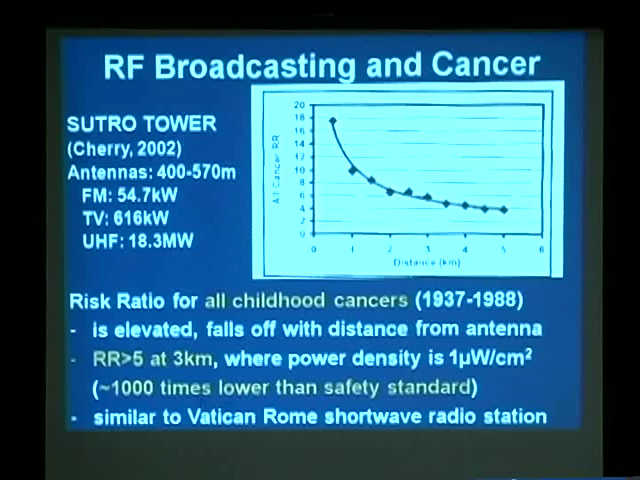 RF Broadcasting and Cancer
SUTRO TOWER
(Cherry, 2002)
Antennas: 400-570m
FM: 54.7kW
TV: 616kW
UHF: 18.3MW
20
18
16
14
12
10
8
6
4
2
0
All Cancer RR
0 1 2 3 4 5 6
Distance (km)
Risk Ratio for all childhood cancers (1937-1988)
- is elevated, falls off with distance from antenna
- RR>5 at 3km, where power density is 1µW/cm²
(~1000 times lower than safety standard)
- similar to Vatican Rome shortwave radio station